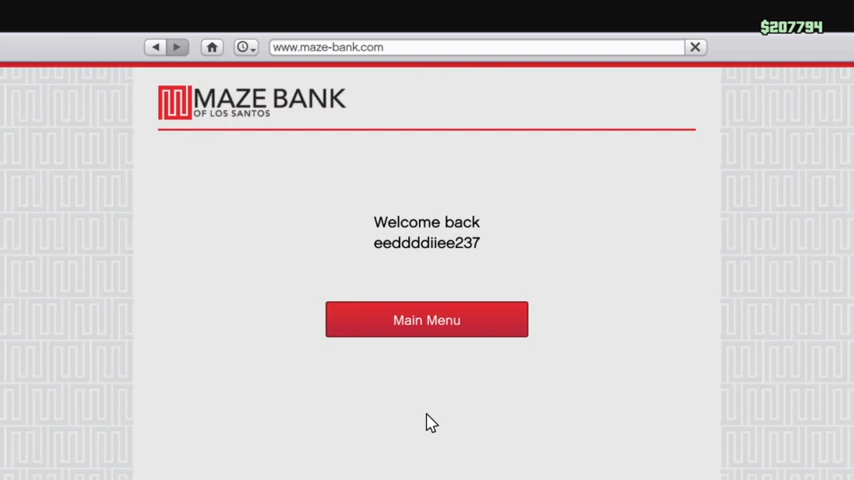 $207794
www.maze-bank.com
MAZE BANK
OF LOS SANTOS
Welcome back
eeddddiiee237
Main Menu